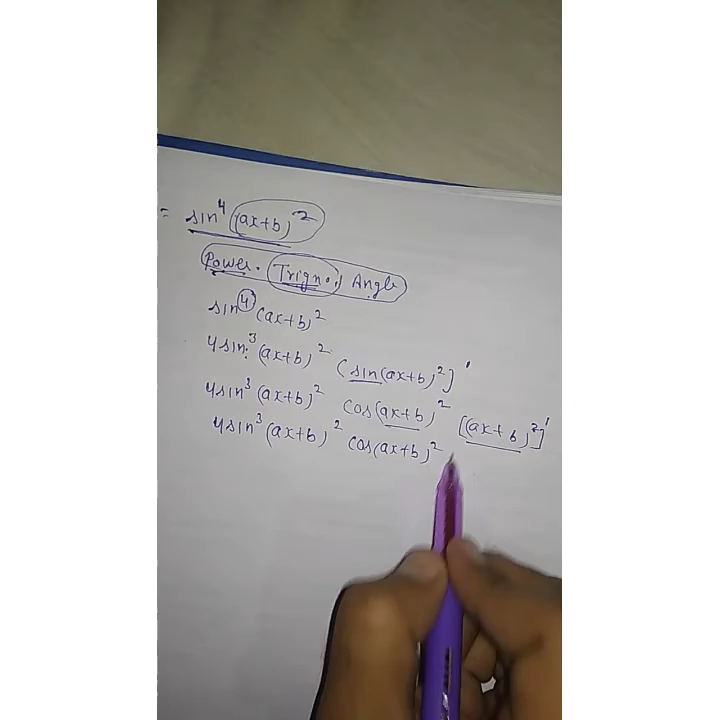 = sin⁴ (ax+b)²
Power. Trigno., Angle
sin⁴ (ax+b)²
4sin³ (ax+b)² (sin(ax+b)²]'
4sin³ (ax+b)² cos(ax+b)² [(ax+b)²]'
4sin³ (ax+b)² cos(ax+b)²